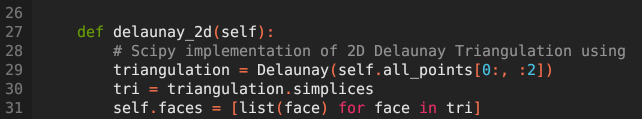 26
27 def delaunay_2d(self):
28 # Scipy implementation of 2D Delaunay Triangulation using
29 triangulation = Delaunay(self.all_points[0:, :2])
30 tri = triangulation.simplices
31 self.faces = [list(face) for face in tri]